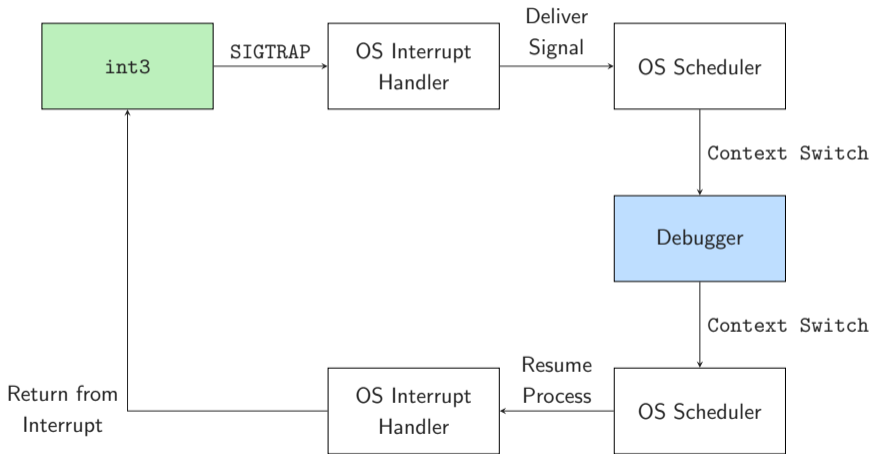 int3
SIGTRAP
OS Interrupt
Handler
Deliver
Signal
OS Scheduler
Context Switch
Debugger
Context Switch
OS Scheduler
Resume
Process
OS Interrupt
Handler
Return from
Interrupt